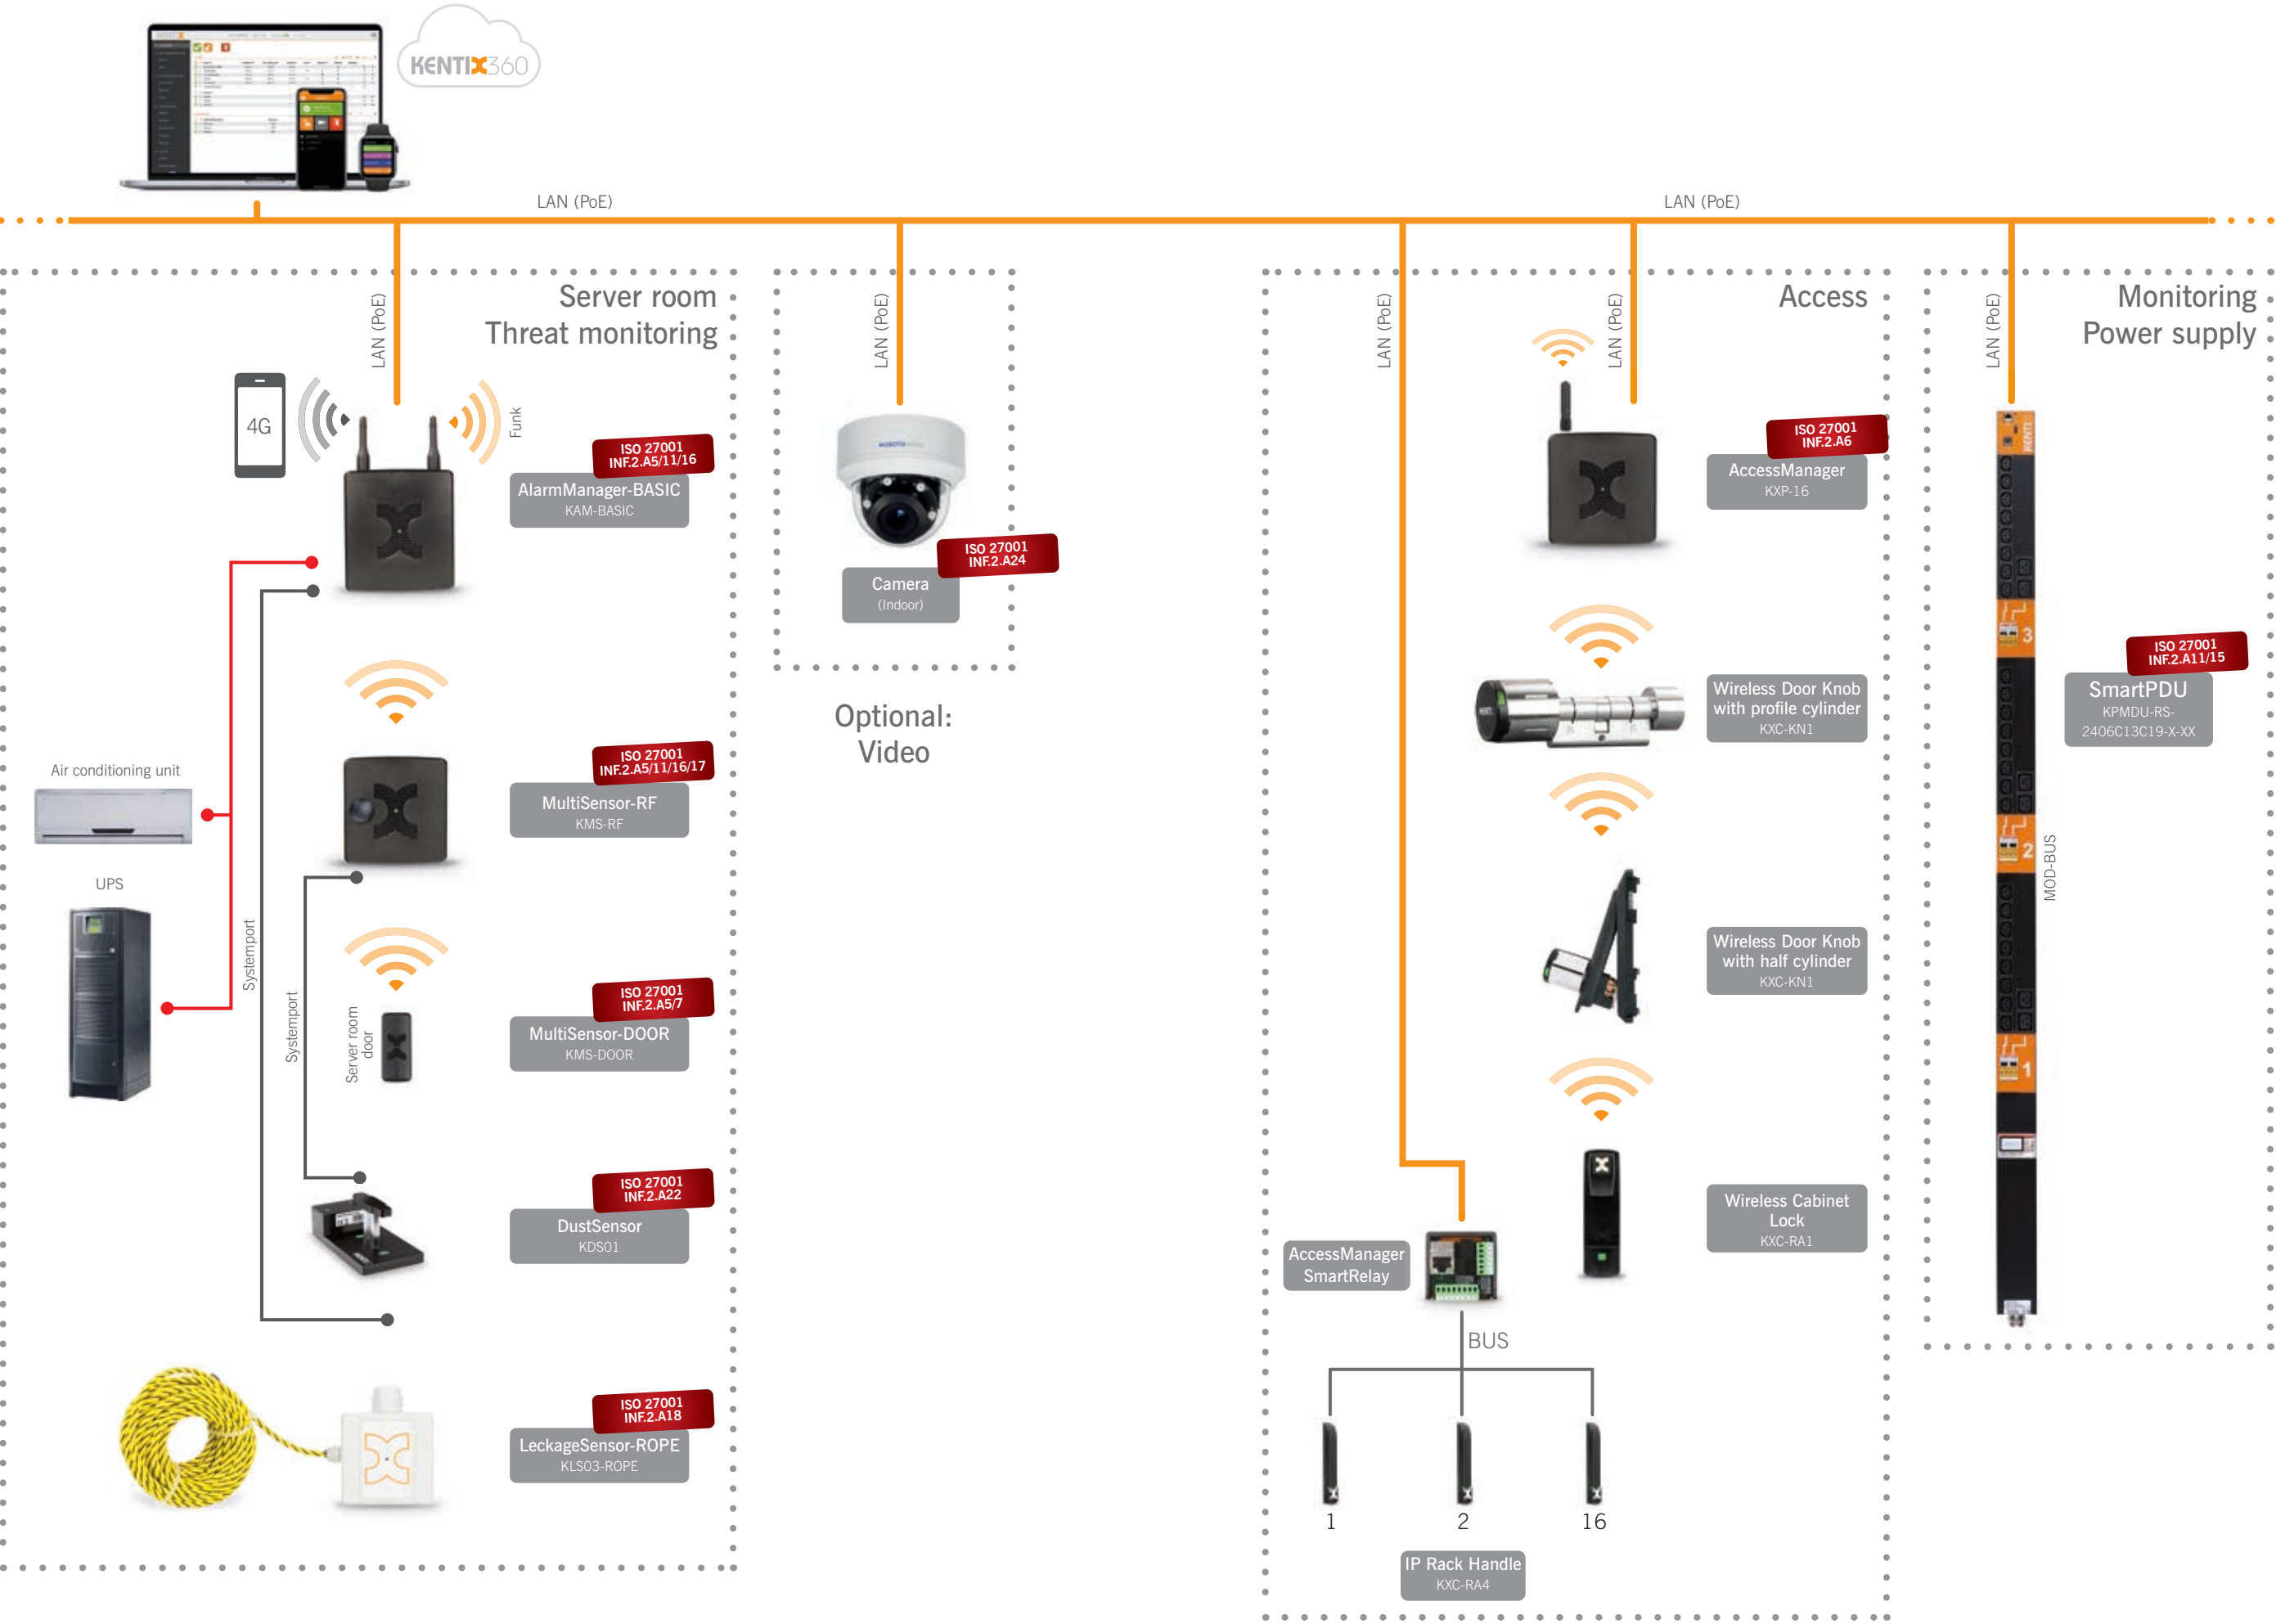 KENTIX360
LAN (PoE)
LAN (PoE)
Server room
Threat monitoring
LAN (PoE)
4G
Funk
ISO 27001
INF.2.A5/11/16
AlarmManager-BASIC
KAM-BASIC
ISO 27001
INF.2.A5/11/16/17
MultiSensor-RF
KMS-RF
Air conditioning unit
UPS
Systemport
Systemport
Server room
door
ISO 27001
INF.2.A5/7
MultiSensor-DOOR
KMS-DOOR
ISO 27001
INF.2.A22
DustSensor
KDS01
ISO 27001
INF.2.A18
LeckageSensor-ROPE
KLS03-ROPE
LAN (PoE)
MOBOTIX
ISO 27001
INF.2.A24
Camera
(Indoor)
Optional:
Video
Access
LAN (PoE)
LAN (PoE)
ISO 27001
INF.2.A6
AccessManager
KXP-16
Wireless Door Knob
with profile cylinder
KXC-KN1
Wireless Door Knob
with half cylinder
KXC-KN1
Wireless Cabinet
Lock
KXC-RA1
AccessManager
SmartRelay
BUS
1
2
16
IP Rack Handle
KXC-RA4
Monitoring
Power supply
LAN (PoE)
KENTIX
3
2
1
MOD-BUS
ISO 27001
INF.2.A11/15
SmartPDU
KPMDU-RS-
2406C13C19-X-XX